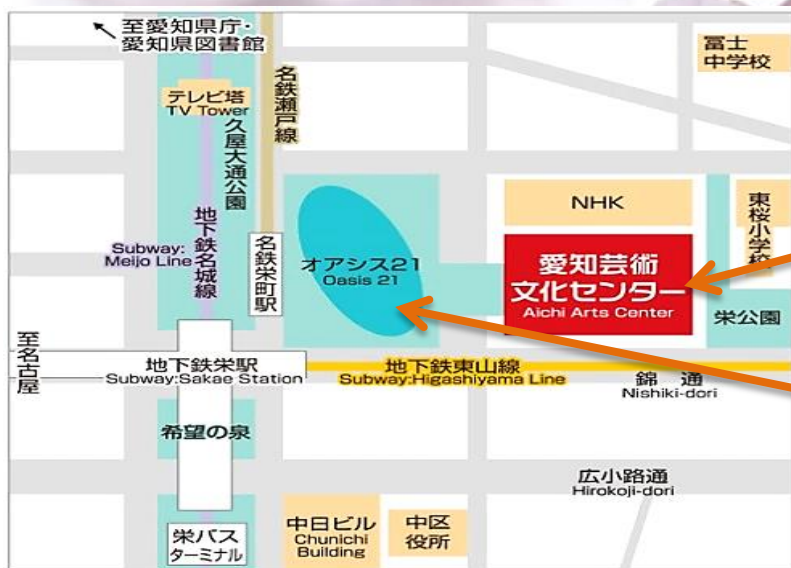 至愛知県庁・
愛知県図書館
冨士
中学校
名鉄瀬戸線
テレビ塔
TV Tower
久屋大通公園
NHK
東桜小学校
地下鉄名城線
Subway:
Meijo Line
名鉄栄町駅
オアシス21
Oasis 21
愛知芸術
文化センター
Aichi Arts Center
栄公園
至名古屋
地下鉄栄駅
Subway:Sakae Station
地下鉄東山線
Subway:Higashiyama Line
錦通
Nishiki-dori
希望の泉
広小路通
Hirokoji-dori
栄バス
ターミナル
中日ビル
Chunichi
Building
中区
役所